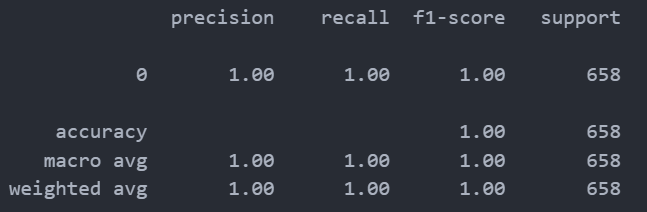 precision recall f1-score support
0 1.00 1.00 1.00 658
accuracy 1.00 658
macro avg 1.00 1.00 1.00 658
weighted avg 1.00 1.00 1.00 658